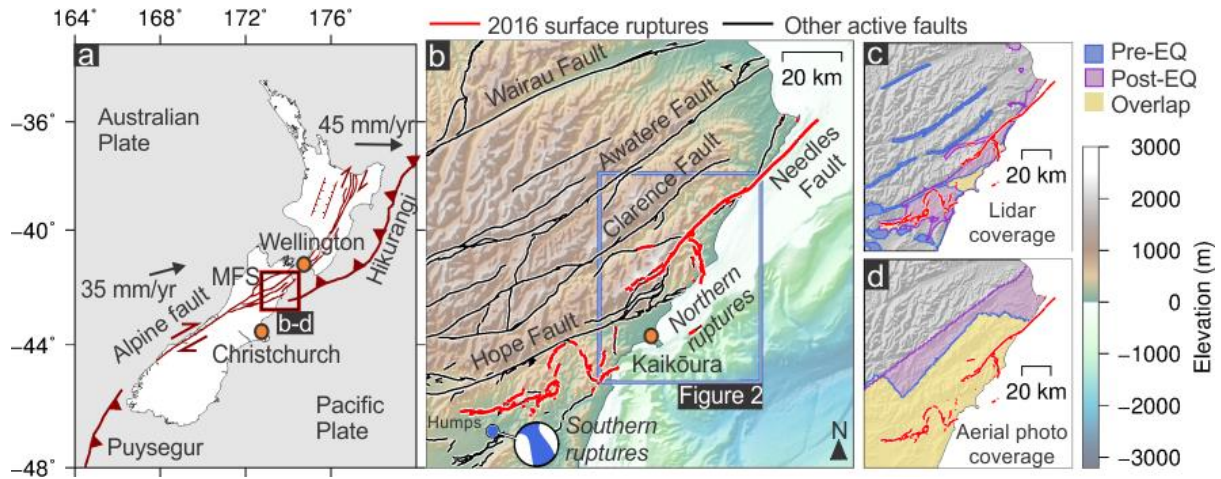 2016 surface ruptures
Other active faults
164 168 172 176
−36
−40
−44
−48
a
Australian
Plate
45 mm/yr
Wellington
MFS
Hikurangi
35 mm/yr
Alpine fault
b-d
Christchurch
Pacific
Plate
Puysegur
b
20 km
Wairau Fault
Awatere Fault
Clarence Fault
Needles
Fault
Hope Fault
Northern
ruptures
Kaikōura
Figure 2
Humps
Southern
ruptures
N
c
20 km
Lidar
coverage
d
20 km
Aerial photo
coverage
Pre-EQ
Post-EQ
Overlap
3000
2000
1000
0
−1000
−2000
−3000
Elevation (m)